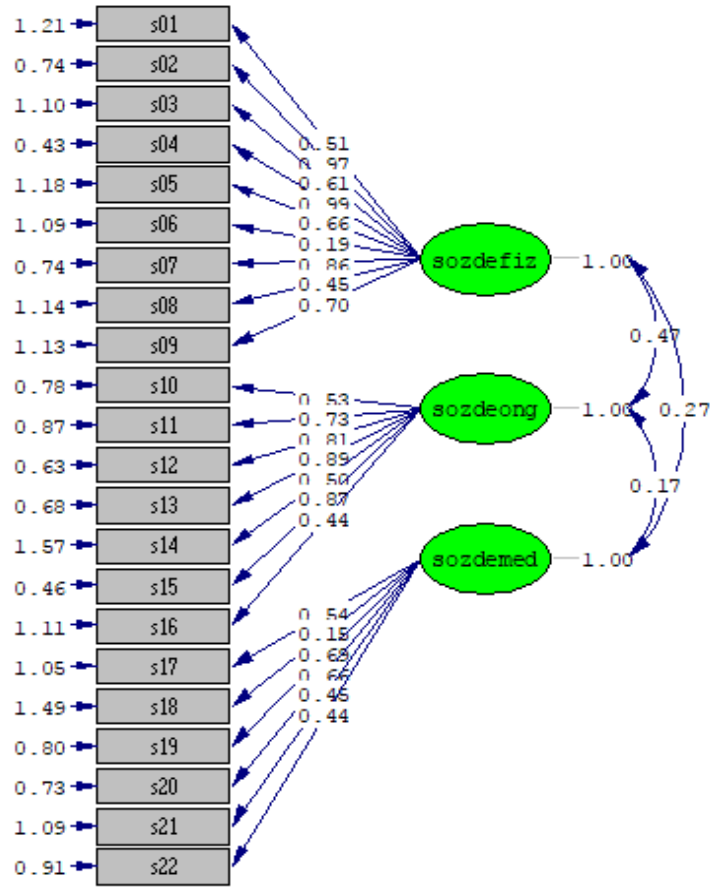 1.21 s01
0.74 s02
1.10 s03
0.43 s04
1.18 s05
1.09 s06
0.74 s07
1.14 s08
1.13 s09
0.78 s10
0.87 s11
0.63 s12
0.68 s13
1.57 s14
0.46 s15
1.11 s16
1.05 s17
1.49 s18
0.80 s19
0.73 s20
1.09 s21
0.91 s22
0.51
0.97
0.61
0.99
0.66
0.19
0.86
0.45
0.70
0.53
0.73
0.81
0.89
0.50
0.87
0.44
0.54
0.69
0.66
0.45
0.44
sozdefiz 1.00
sozdeong 1.00
sozdemed 1.00
0.47
0.27
0.17